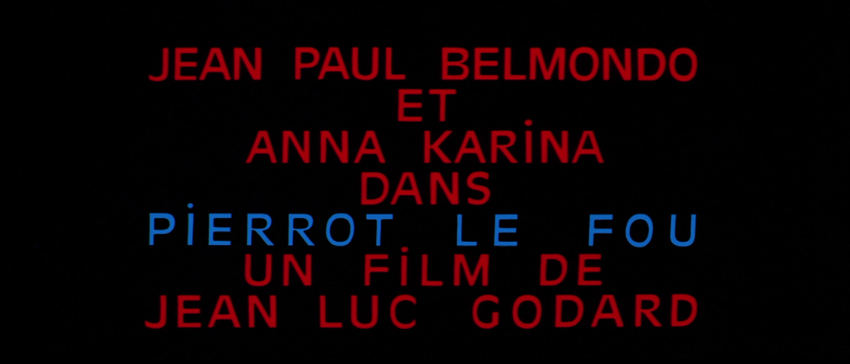 JEAN PAUL BELMONDO
ET
ANNA KARiNA
DANS
PiERROT LE FOU
UN FiLM DE
JEAN LUC GODARD